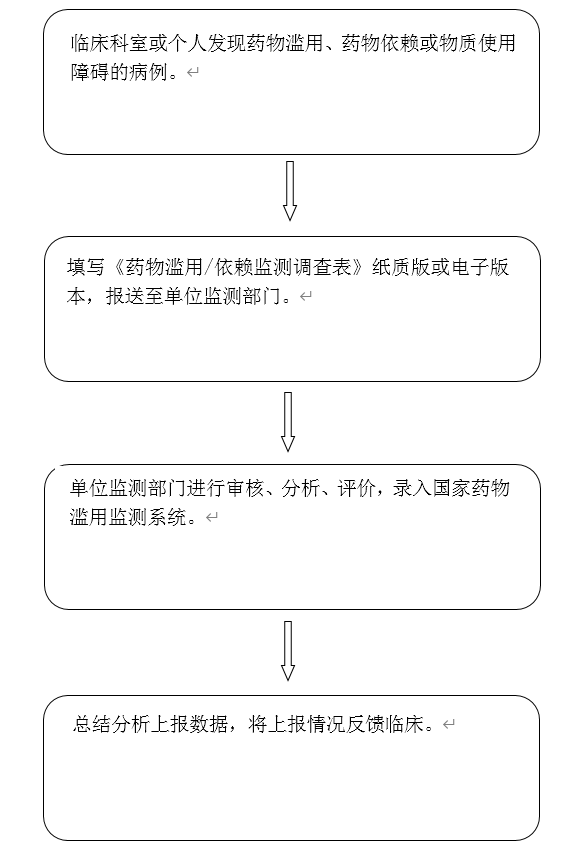 临床科室或个人发现药物滥用、药物依赖或物质使用
障碍的病例。
填写《药物滥用/依赖监测调查表》纸质版或电子版
本，报送至单位监测部门。
单位监测部门进行审核、分析、评价，录入国家药物
滥用监测系统。
总结分析上报数据，将上报情况反馈临床。